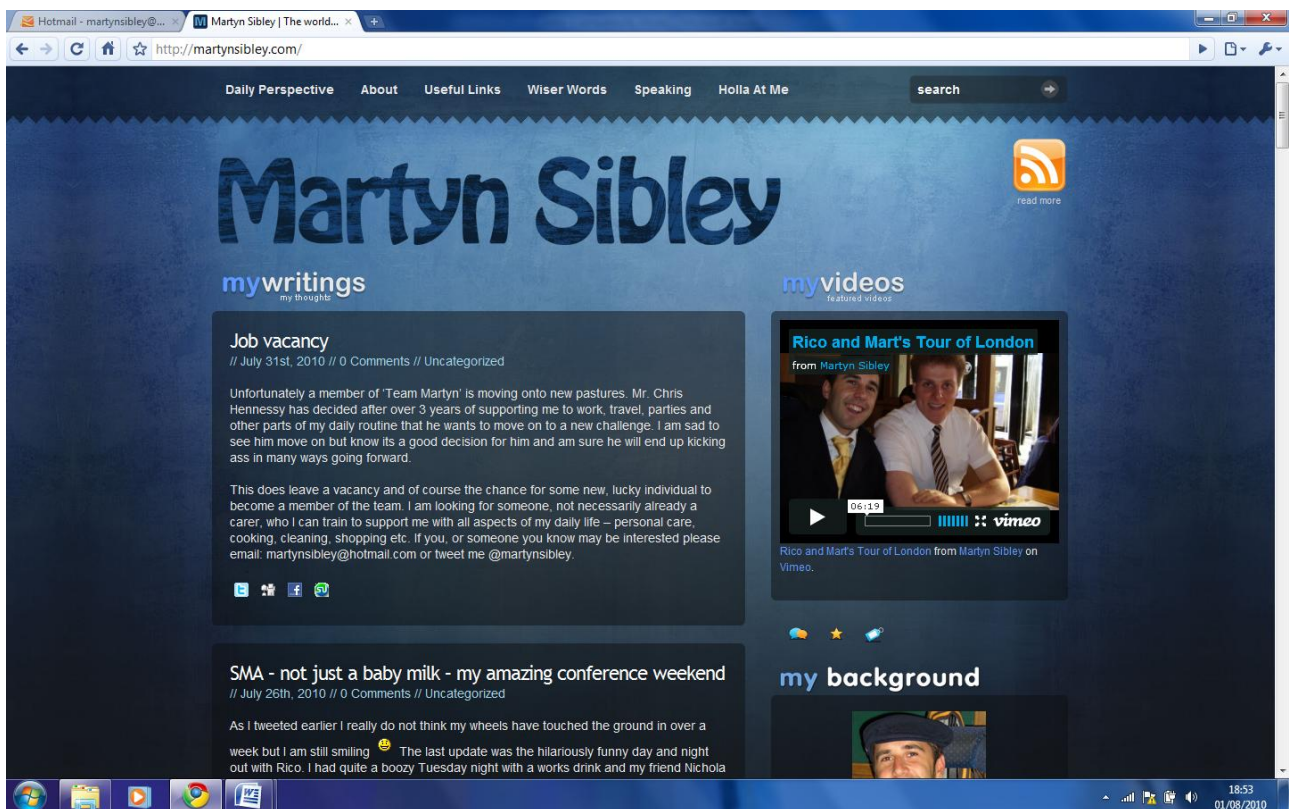 Hotmail - martynsibley@...
Martyn Sibley | The world...
http://martynsibley.com/
Daily Perspective About Useful Links Wiser Words Speaking Holla At Me search
Martyn Sibley
read more
mywritings
my thoughts
Job vacancy
// July 31st, 2010 // 0 Comments // Uncategorized
Unfortunately a member of 'Team Martyn' is moving onto new pastures. Mr. Chris
Hennessy has decided after over 3 years of supporting me to work, travel, parties and
other parts of my daily routine that he wants to move on to a new challenge. I am sad to
see him move on but know its a good decision for him and am sure he will end up kicking
ass in many ways going forward.
This does leave a vacancy and of course the chance for some new, lucky individual to
become a member of the team. I am looking for someone, not necessarily already a
carer, who I can train to support me with all aspects of my daily life – personal care,
cooking, cleaning, shopping etc. If you, or someone you know may be interested please
email: martynsibley@hotmail.com or tweet me @martynsibley.
SMA - not just a baby milk - my amazing conference weekend
// July 26th, 2010 // 0 Comments // Uncategorized
As I tweeted earlier I really do not think my wheels have touched the ground in over a
week but I am still smiling The last update was the hilariously funny day and night
out with Rico. I had quite a boozy Tuesday night with a works drink and my friend Nichola
myvideos
featured videos
Rico and Mart's Tour of London
from Martyn Sibley
06:19
vimeo
Rico and Mart's Tour of London from Martyn Sibley on
Vimeo.
my background
18:53
01/08/2010